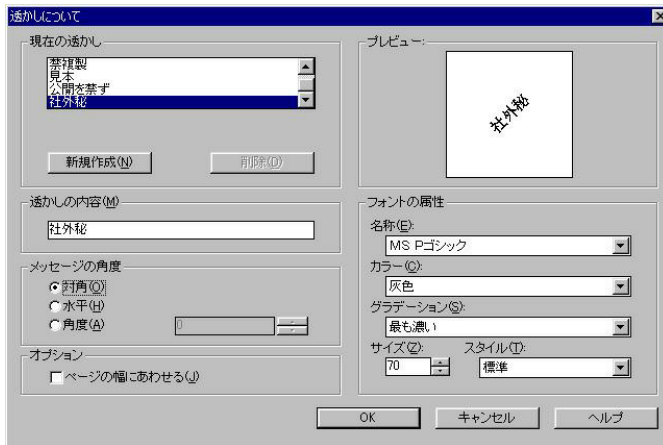 透かしについて
現在の透かし
禁複製
見本
公開を禁ず
社外秘
新規作成(N)
削除(D)
プレビュー:
社外秘
透かしの内容(M)
社外秘
メッセージの角度
対角(O)
水平(H)
角度(A)
0
オプション
ページの幅にあわせる(J)
フォントの属性
名称(E):
MS Pゴシック
カラー(C):
灰色
グラデーション(S):
最も濃い
サイズ(Z): スタイル(T):
70 標準
OK キャンセル ヘルプ